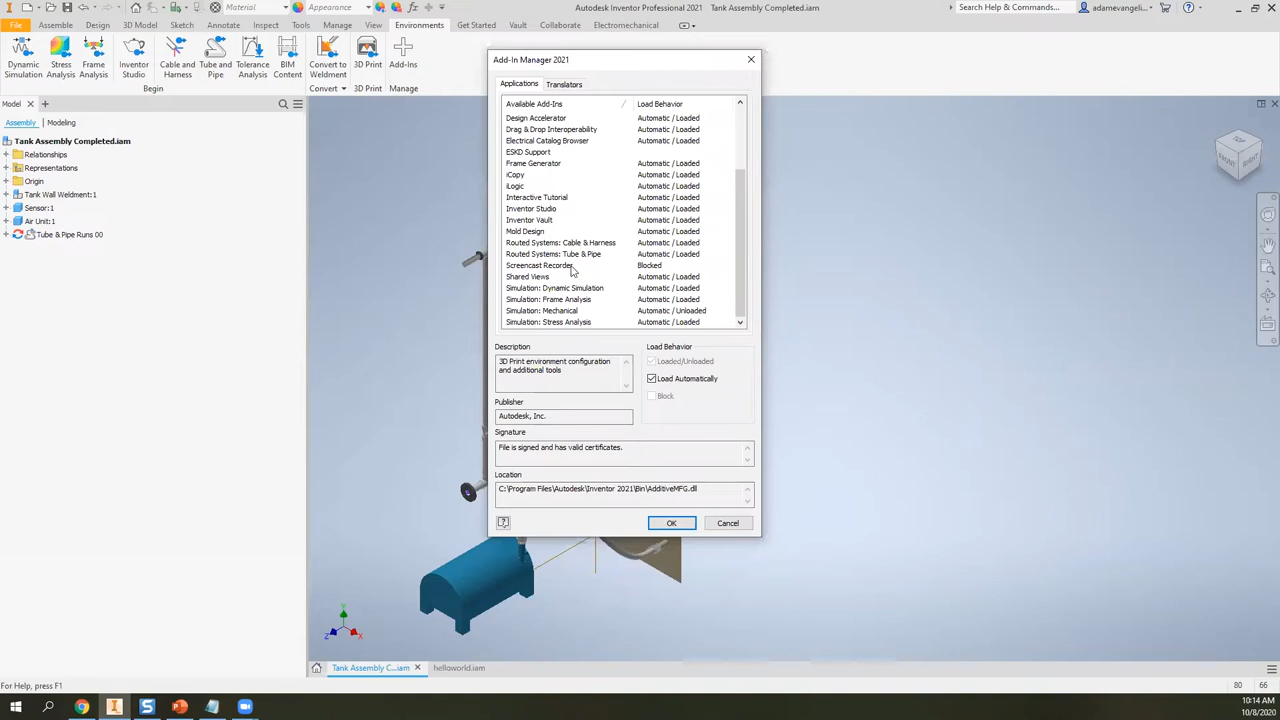 Material
Appearance
Autodesk Inventor Professional 2021 Tank Assembly Completed.iam
Search Help & Commands...
adamevangeli...
File Assemble Design 3D Model Sketch Annotate Inspect Tools Manage View Environments Get Started Vault Collaborate Electromechanical
Dynamic Simulation
Stress Analysis
Frame Analysis
Inventor Studio
Cable and Harness
Tube and Pipe
Tolerance Analysis
BIM Content
Convert to Weldment
3D Print
Add-Ins
Begin
Convert
3D Print
Manage
Model
Assembly Modeling
Tank Assembly Completed.iam
Relationships
Representations
Origin
Tank Wall Weldment:1
Sensor:1
Air Unit:1
Tube & Pipe Runs 00
Add-In Manager 2021
Applications Translators
Available Add-Ins / Load Behavior
Design Accelerator Automatic / Loaded
Drag & Drop Interoperability Automatic / Loaded
Electrical Catalog Browser Automatic / Loaded
ESKD Support
Frame Generator Automatic / Loaded
iCopy Automatic / Loaded
iLogic Automatic / Loaded
Interactive Tutorial Automatic / Loaded
Inventor Studio Automatic / Loaded
Inventor Vault Automatic / Loaded
Mold Design Automatic / Loaded
Routed Systems: Cable & Harness Automatic / Loaded
Routed Systems: Tube & Pipe Automatic / Loaded
Screencast Recorder Blocked
Shared Views Automatic / Loaded
Simulation: Dynamic Simulation Automatic / Loaded
Simulation: Frame Analysis Automatic / Loaded
Simulation: Mechanical Automatic / Unloaded
Simulation: Stress Analysis Automatic / Loaded
Description
3D Print environment configuration
and additional tools
Load Behavior
Loaded/Unloaded
Load Automatically
Block
Publisher
Autodesk, Inc.
Signature
File is signed and has valid certificates.
Location
C:\Program Files\Autodesk\Inventor 2021\Bin\AdditiveMFG.dll
OK Cancel
FRONT RIGHT
Y
Z X
Tank Assembly C...iam helloworld.iam
For Help, press F1
80 66
10:14 AM
10/8/2020